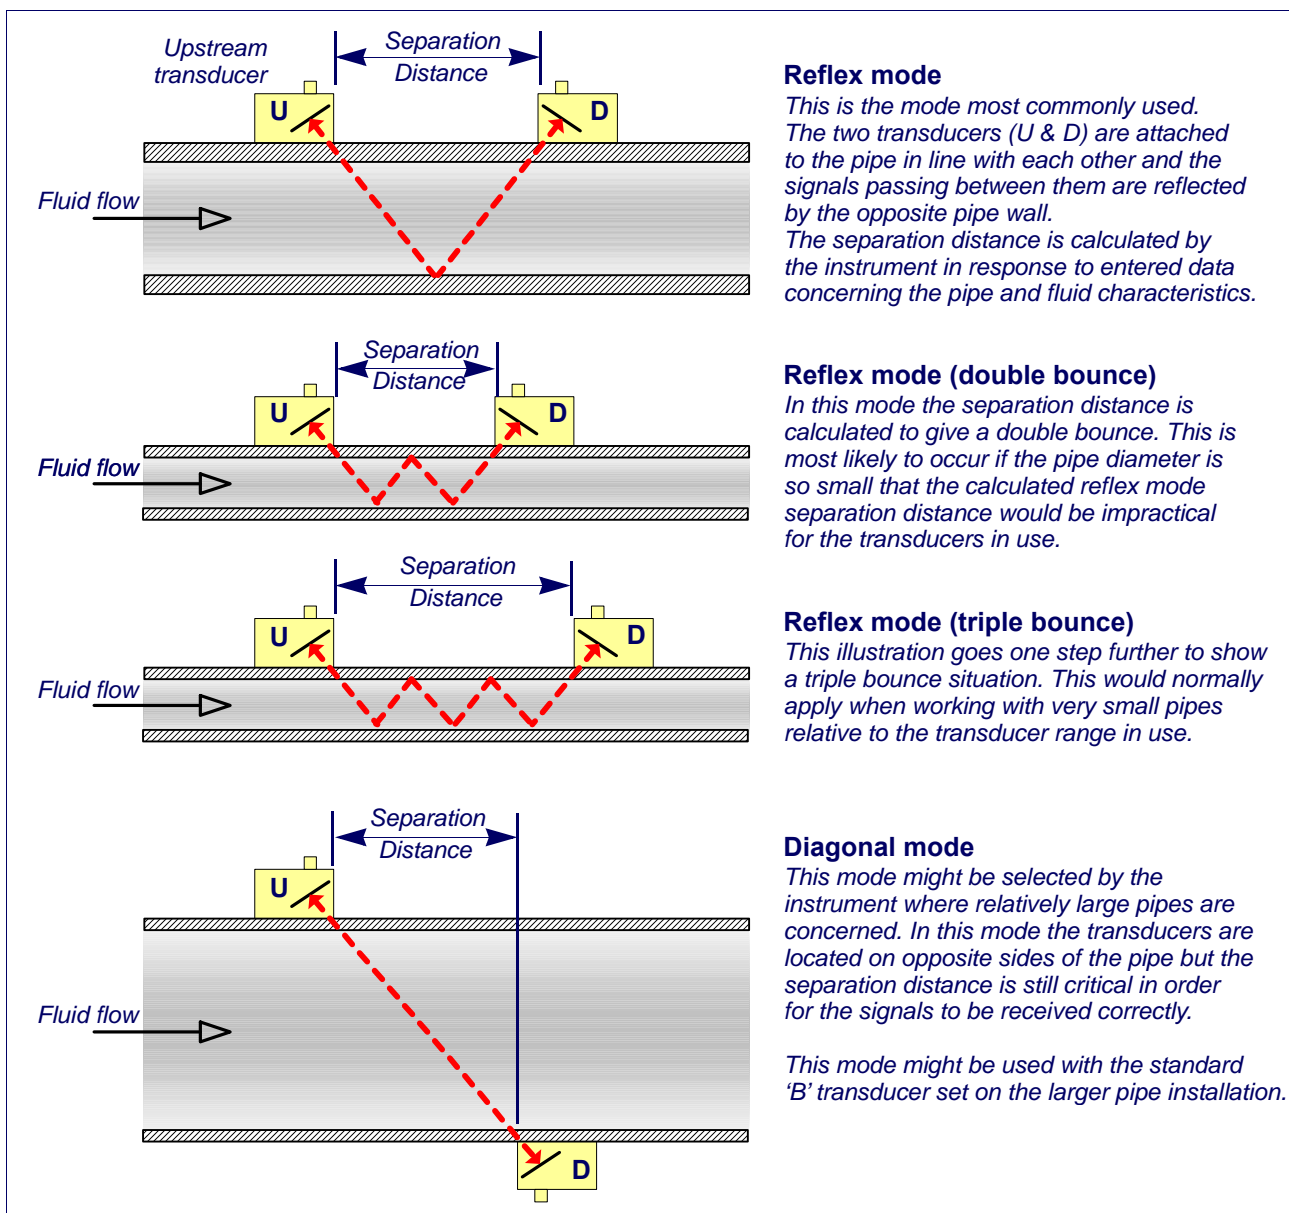 Upstream
transducer
Separation
Distance
U
D
Fluid flow
Reflex mode
This is the mode most commonly used.
The two transducers (U & D) are attached
to the pipe in line with each other and the
signals passing between them are reflected
by the opposite pipe wall.
The separation distance is calculated by
the instrument in response to entered data
concerning the pipe and fluid characteristics.
Separation
Distance
U
D
Fluid flow
Reflex mode (double bounce)
In this mode the separation distance is
calculated to give a double bounce. This is
most likely to occur if the pipe diameter is
so small that the calculated reflex mode
separation distance would be impractical
for the transducers in use.
Separation
Distance
U
D
Fluid flow
Reflex mode (triple bounce)
This illustration goes one step further to show
a triple bounce situation. This would normally
apply when working with very small pipes
relative to the transducer range in use.
Separation
Distance
U
Fluid flow
D
Diagonal mode
This mode might be selected by the
instrument where relatively large pipes are
concerned. In this mode the transducers are
located on opposite sides of the pipe but the
separation distance is still critical in order
for the signals to be received correctly.
This mode might be used with the standard
‘B’ transducer set on the larger pipe installation.